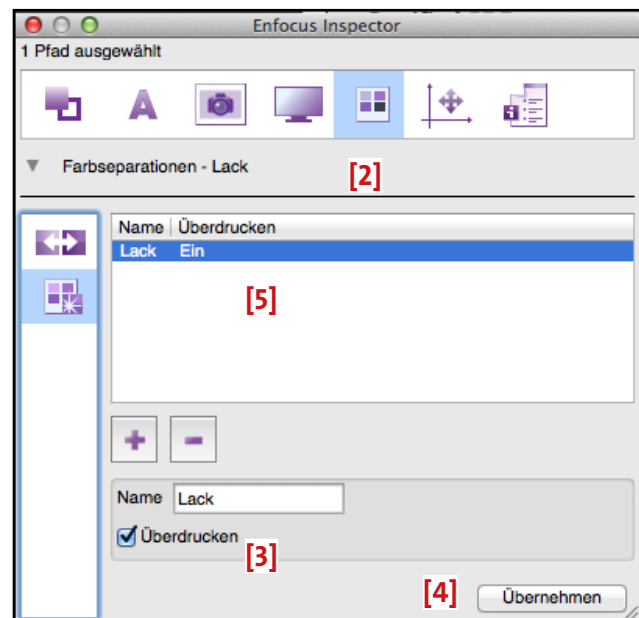 Enfocus Inspector
1 Pfad ausgewählt
A
Farbseparationen - Lack
[2]
Name Überdrucken
Lack Ein
[5]
+ -
Name Lack
Überdrucken
[3]
[4] Übernehmen